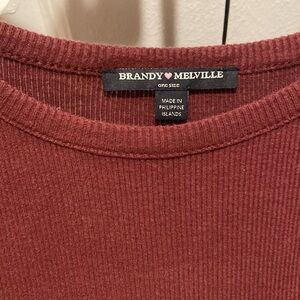 BRANDY♥MELVILLE
ONE SIZE
MADE IN
PHILIPPINE
ISLANDS